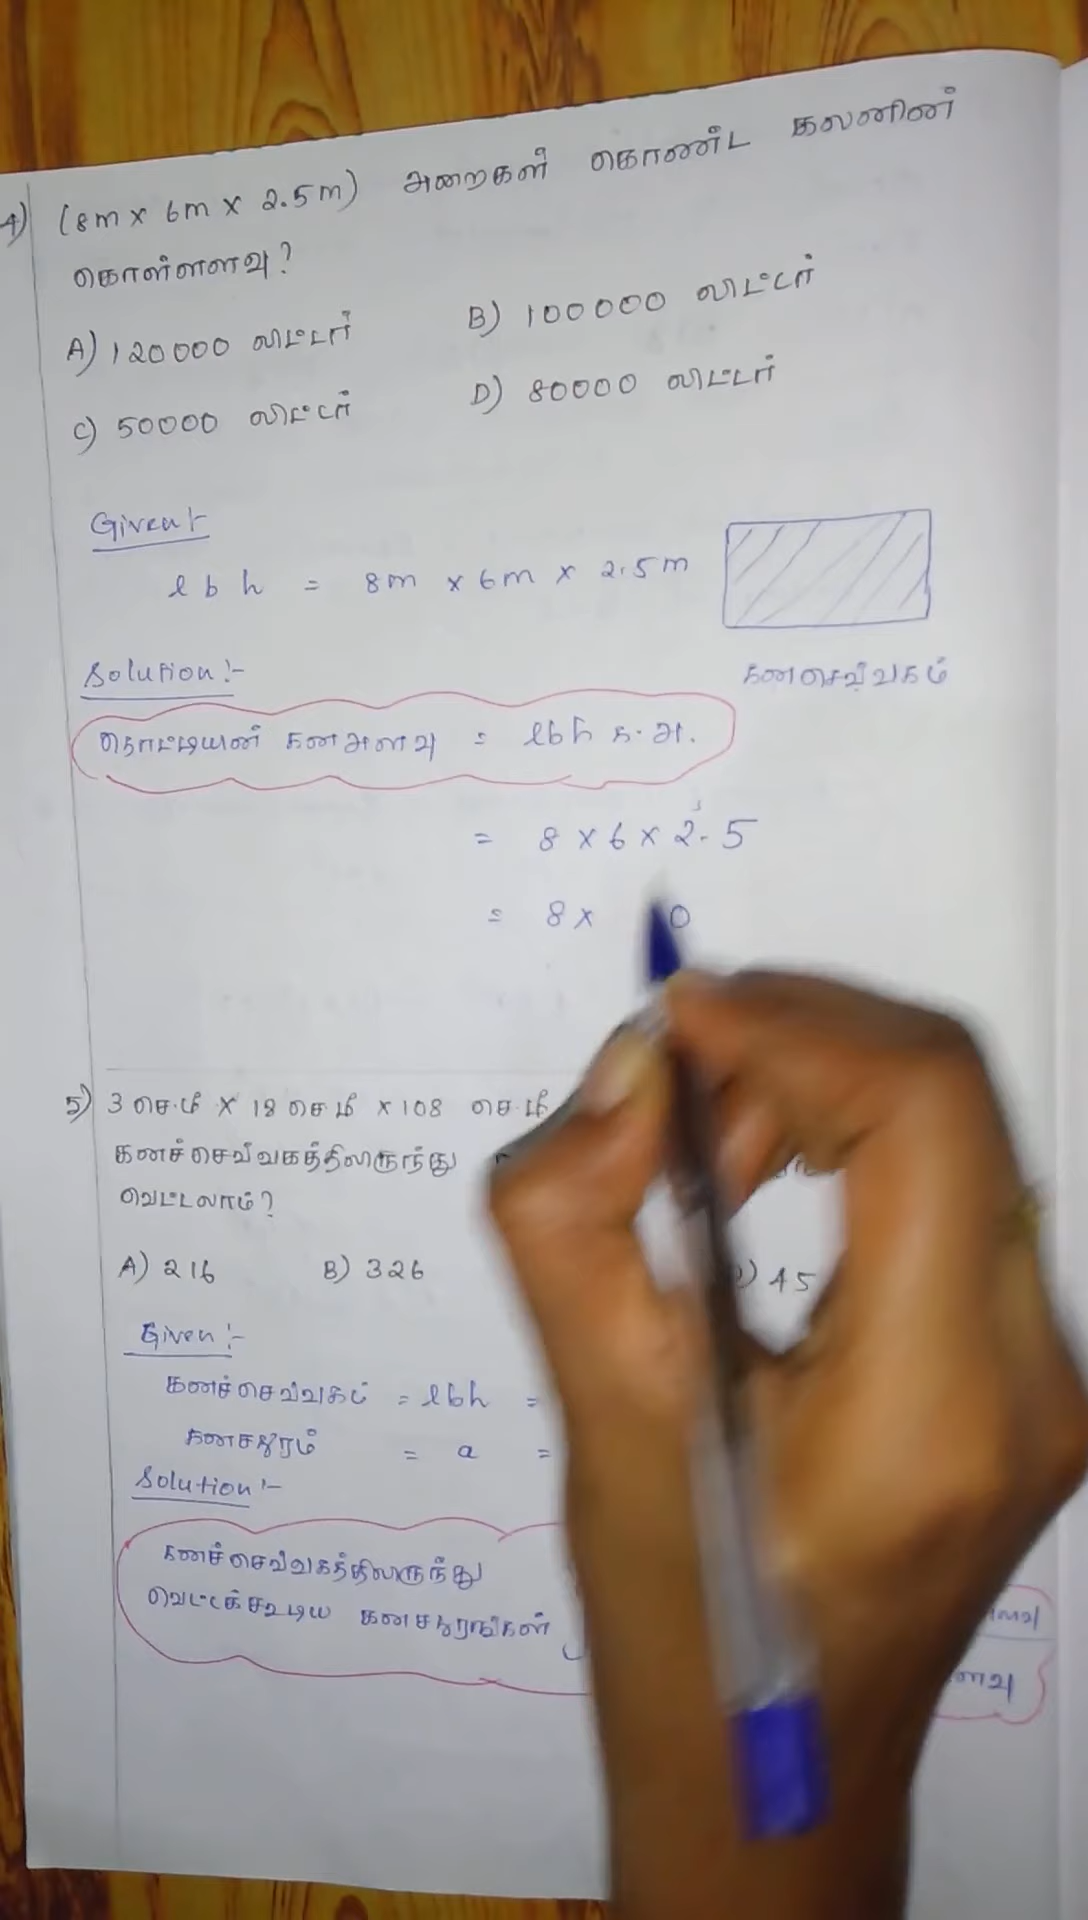 4) (8m x 6m x 2.5m) அறைகள் கொண்ட கலனின்
கொள்ளளவு?
A) 120000 லிட்டர் B) 100000 லிட்டர்
C) 50000 லிட்டர் D) 80000 லிட்டர்
Given:-
l b h = 8m x 6m x 2.5m
Solution:-
கனசெவ்வகம்
தொட்டியின் கனஅளவு = lbh க.அ.
= 8 x 6 x 2.5
= 8 x 0
5) 3 செ.மீ x 18 செ.மீ x 108 செ.மீ
கனச்செவ்வகத்திலிருந்து
வெட்டலாம்?
A) 216 B) 326 D) 45
Given:-
கனச்செவ்வகம் = lbh =
கனசதுரம் = a =
Solution:-
கனச்செவ்வகத்திலிருந்து
வெட்டக்கூடிய கனசதுரங்கள்